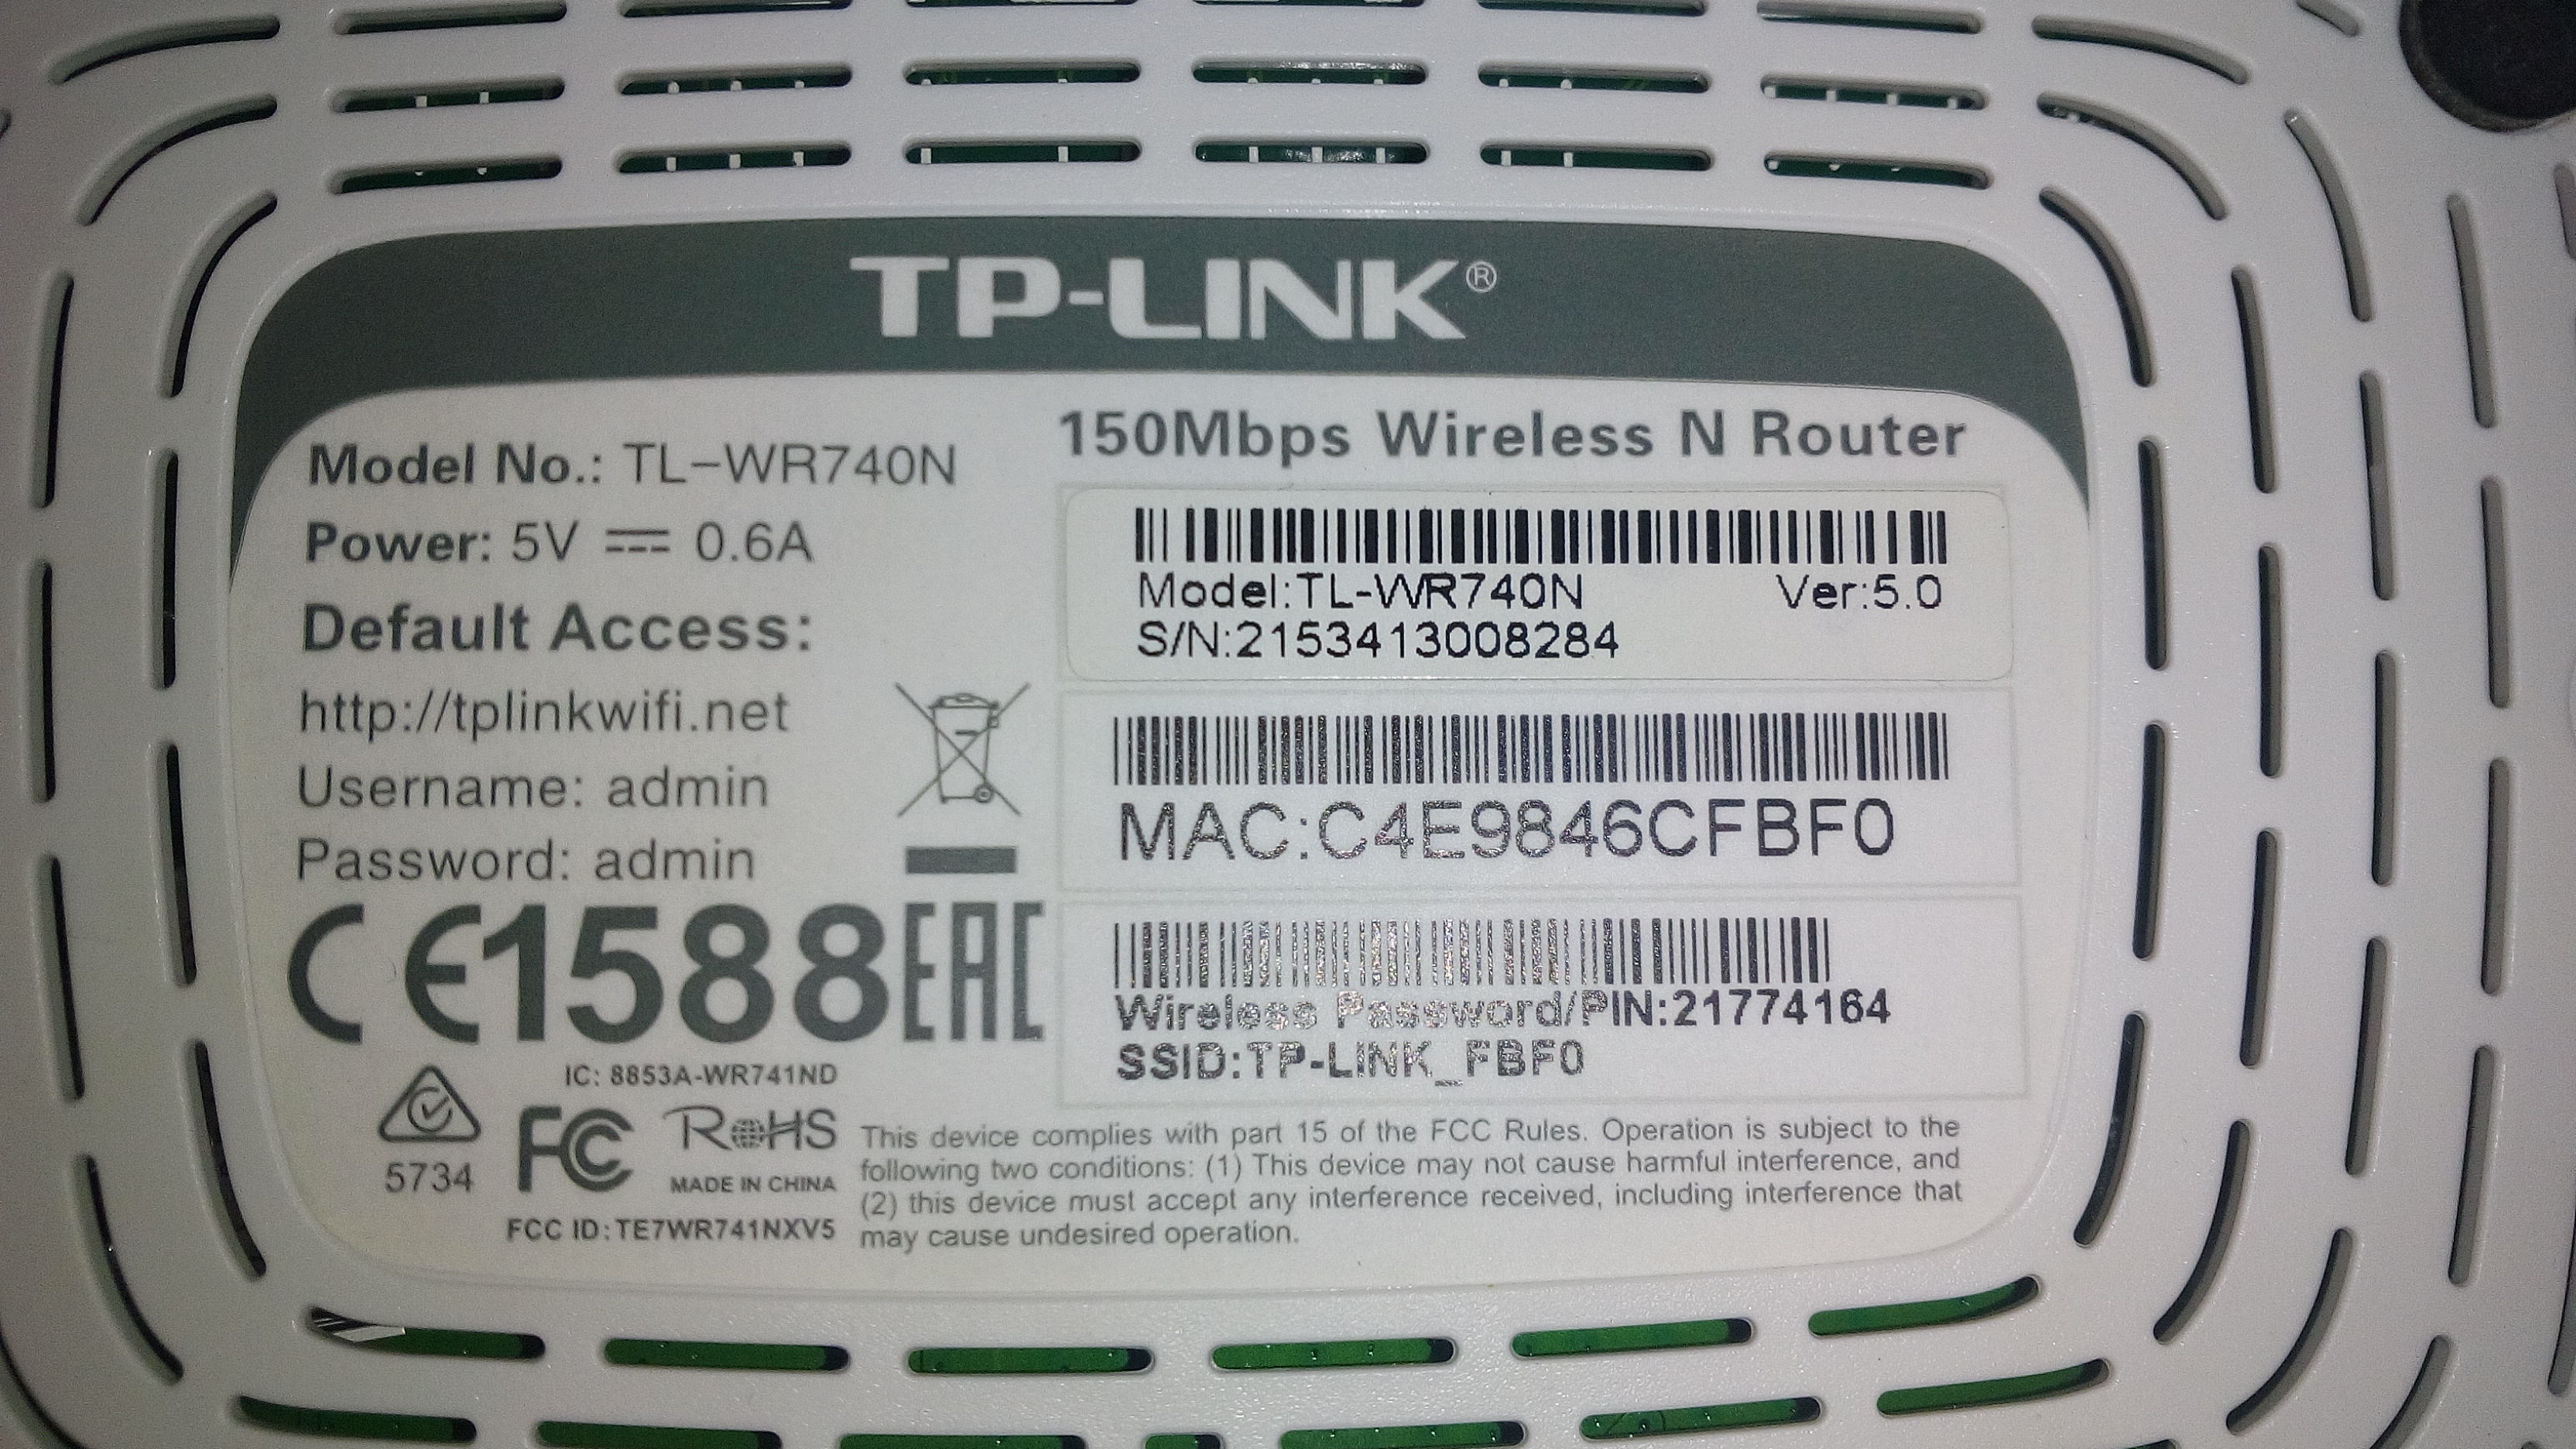 TP-LINK®
150Mbps Wireless N Router
Model No.: TL-WR740N
Power: 5V ⎓ 0.6A
Default Access:
http://tplinkwifi.net
Username: admin
Password: admin
CE1588 EAC
IC: 8853A-WR741ND
5734
FC RoHS
MADE IN CHINA
FCC ID: TE7WR741NXV5
Model:TL-WR740N Ver:5.0
S/N:2153413008284
MAC:C4E9846CFBF0
Wireless Password/PIN:21774164
SSID:TP-LINK_FBF0
This device complies with part 15 of the FCC Rules. Operation is subject to the
following two conditions: (1) This device may not cause harmful interference, and
(2) this device must accept any interference received, including interference that
may cause undesired operation.